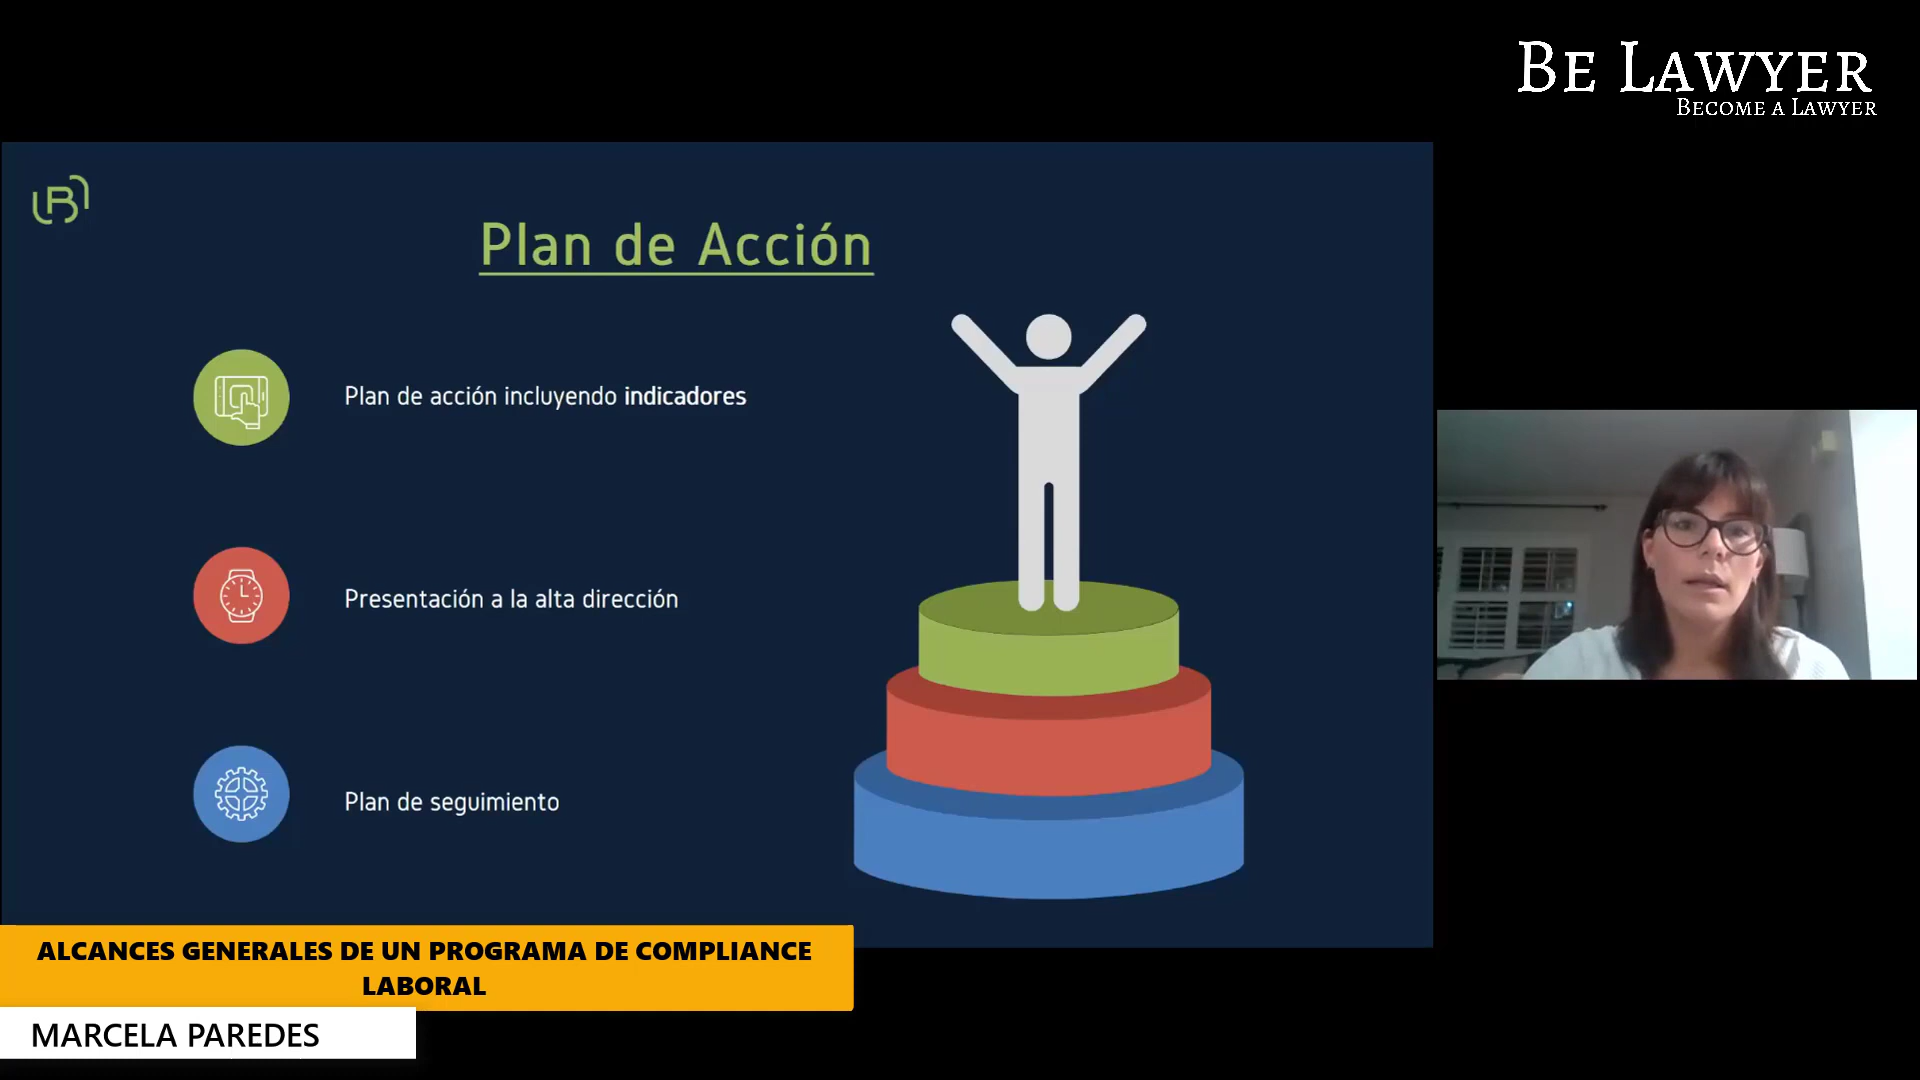 BE LAWYER
BECOME A LAWYER
Plan de Acción
Plan de acción incluyendo indicadores
Presentación a la alta dirección
Plan de seguimiento
ALCANCES GENERALES DE UN PROGRAMA DE COMPLIANCE
LABORAL
MARCELA PAREDES